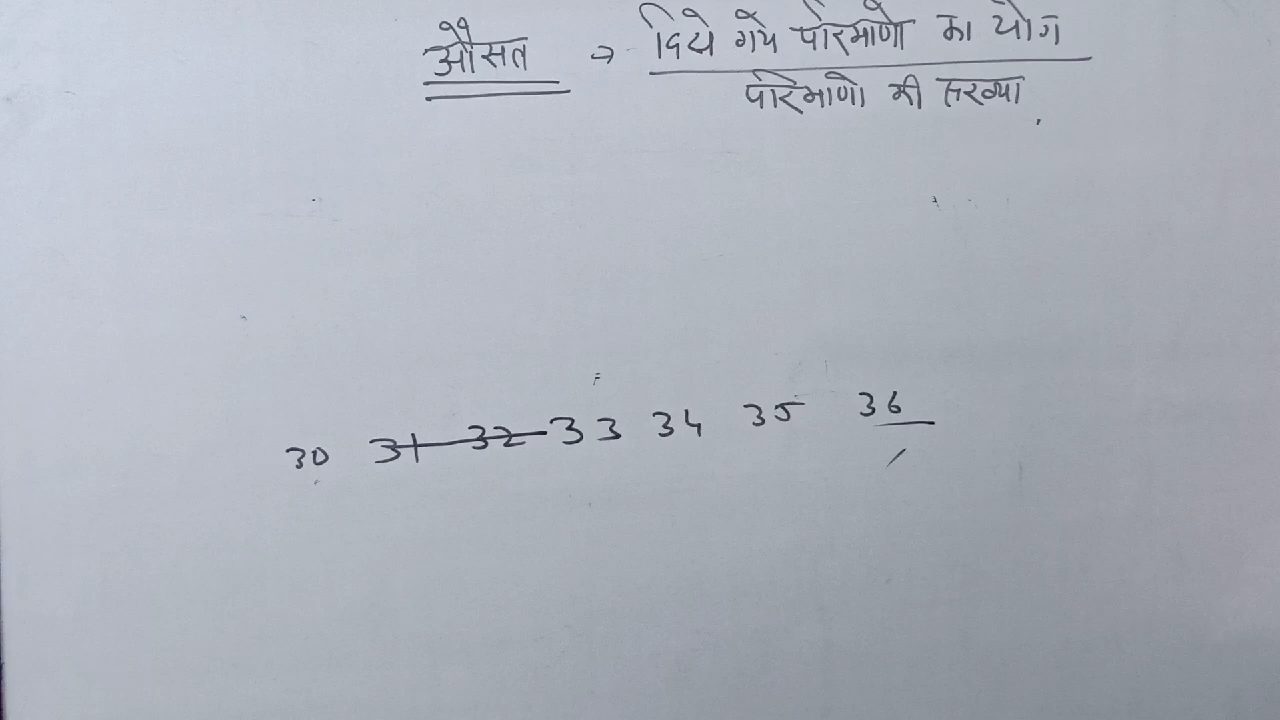 औसत → दिये गये परिमाणो का योग
परिमाणो की संख्या
30 31 32 33 34 35 36